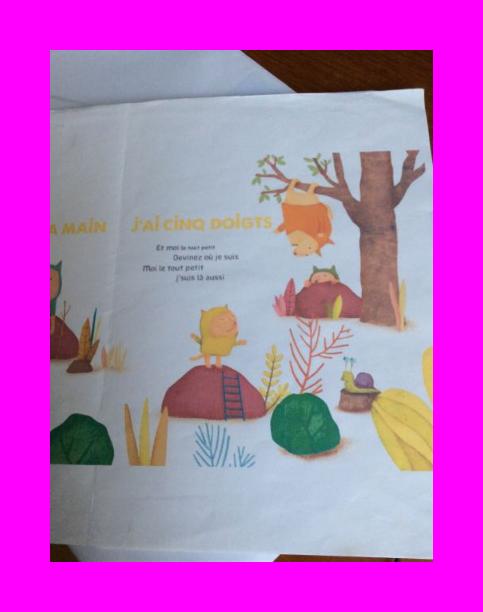 A MAIN J'AI CINQ DOIGTS
Et moi le tout petit
Devinez où je suis
Moi le tout petit
j'suis là aussi